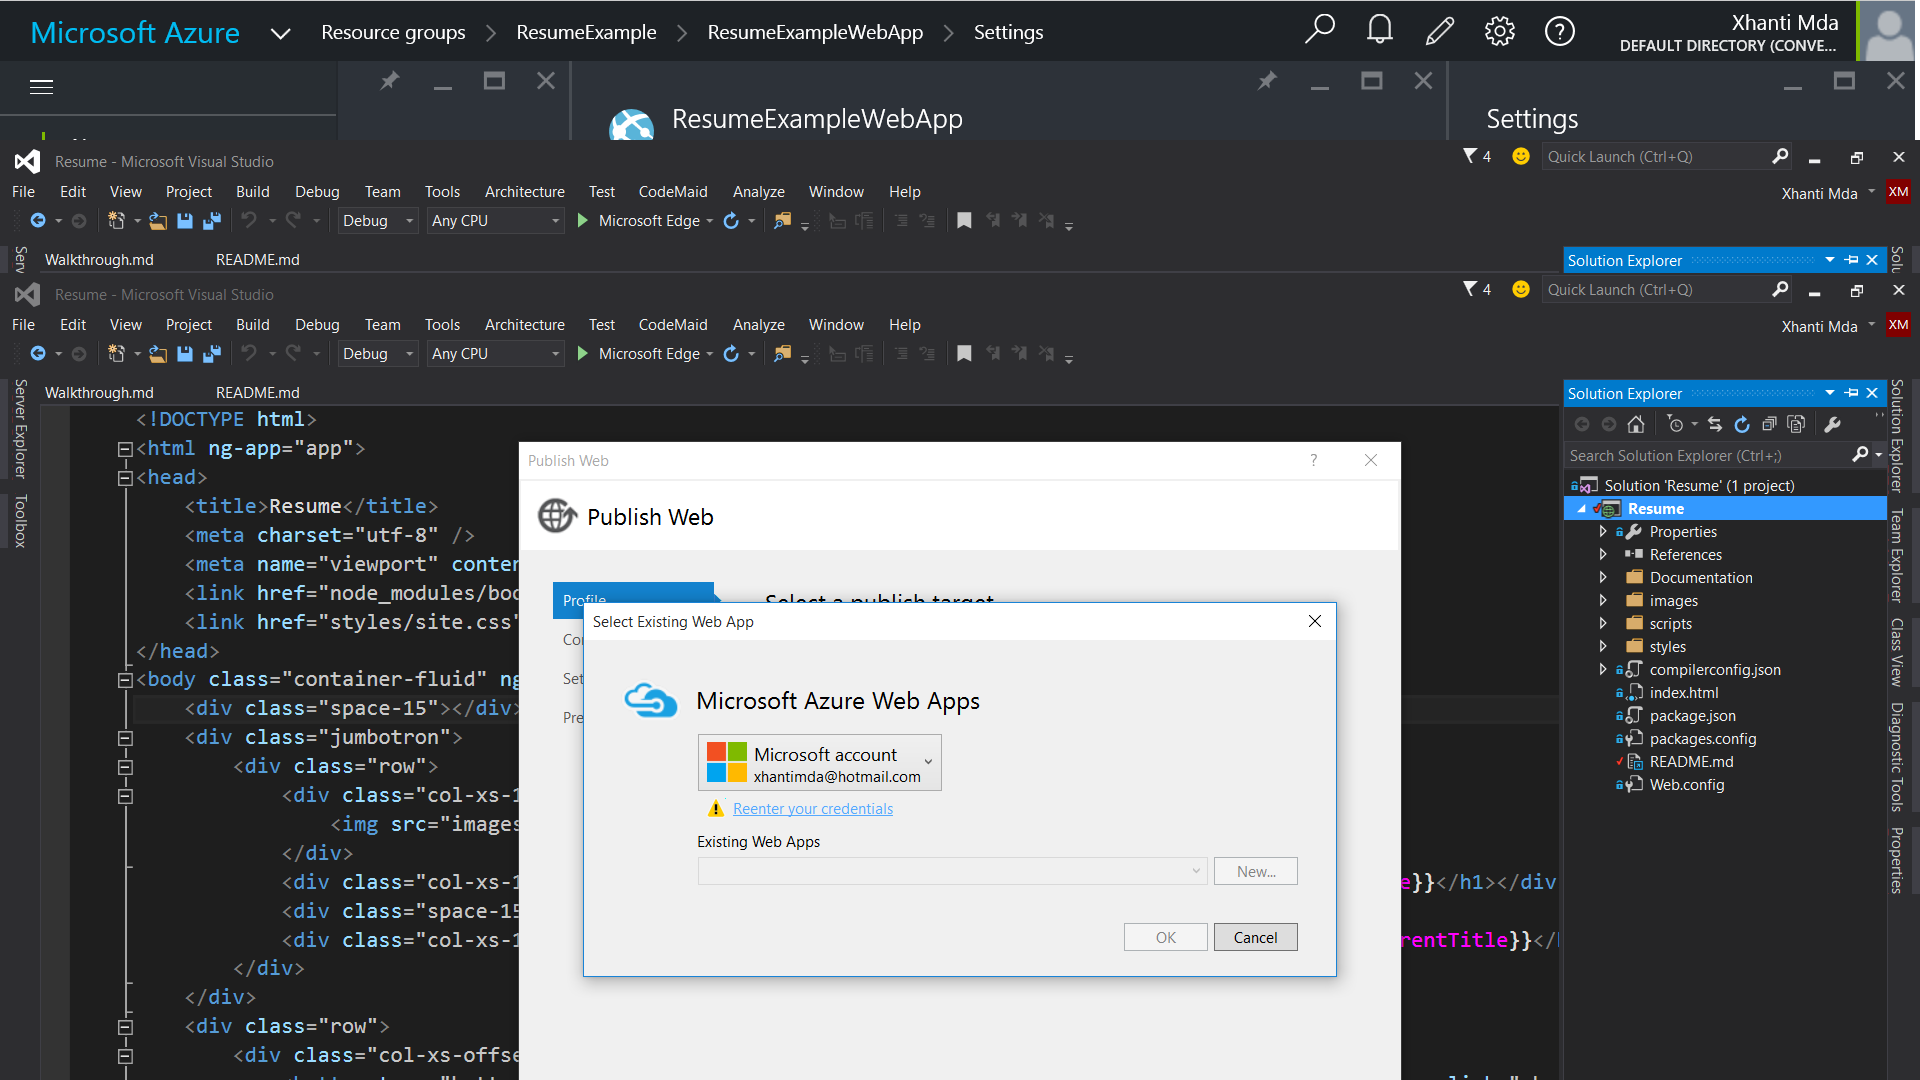 Microsoft Azure Resource groups ResumeExample ResumeExampleWebApp Settings
Xhanti Mda
DEFAULT DIRECTORY (CONVE...
ResumeExampleWebApp
Settings
Resume - Microsoft Visual Studio
4
Quick Launch (Ctrl+Q)
File Edit View Project Build Debug Team Tools Architecture Test CodeMaid Analyze Window Help
Xhanti Mda XM
Debug Any CPU Microsoft Edge
Walkthrough.md README.md
Solution Explorer
Resume - Microsoft Visual Studio
4
Quick Launch (Ctrl+Q)
File Edit View Project Build Debug Team Tools Architecture Test CodeMaid Analyze Window Help
Xhanti Mda XM
Debug Any CPU Microsoft Edge
Walkthrough.md README.md
Server Explorer
Toolbox
<!DOCTYPE html>
<html ng-app="app">
<head>
<title>Resume</title>
<meta charset="utf-8" />
<meta name="viewport" conten
<link href="node_modules/boo
<link href="styles/site.css"
</head>
<body class="container-fluid" ng
<div class="space-15"></div>
<div class="jumbotron">
<div class="row">
<div class="col-xs-1
<img src="images
</div>
<div class="col-xs-1
e}}</h1></div
<div class="space-15
<div class="col-xs-1
rentTitle}}</h
</div>
</div>
<div class="row">
<div class="col-xs-offse
Publish Web
?
Publish Web
Profile
Select a publish target
Con
Set
Pre
Select Existing Web App
Microsoft Azure Web Apps
Microsoft account
xhantimda@hotmail.com
Reenter your credentials
Existing Web Apps
New...
OK Cancel
Solution Explorer
Search Solution Explorer (Ctrl+;)
Solution 'Resume' (1 project)
Resume
Properties
References
Documentation
images
scripts
styles
compilerconfig.json
index.html
package.json
packages.config
README.md
Web.config
Solution Explorer
Team Explorer
Class View
Diagnostic Tools
Properties